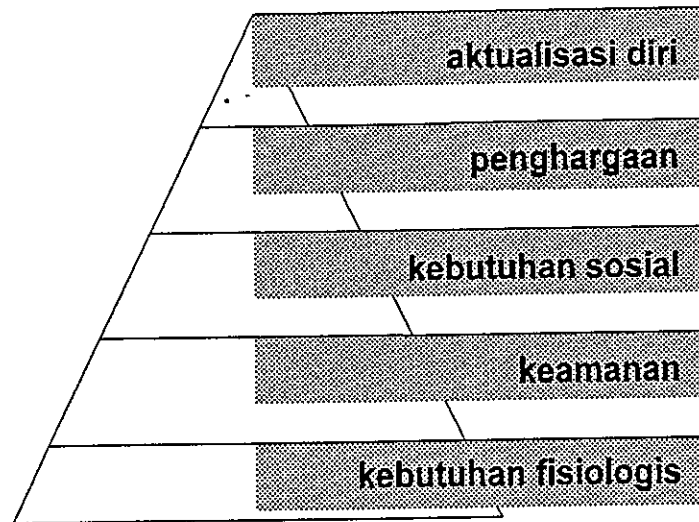 aktualisasi diri
penghargaan
kebutuhan sosial
keamanan
kebutuhan fisiologis